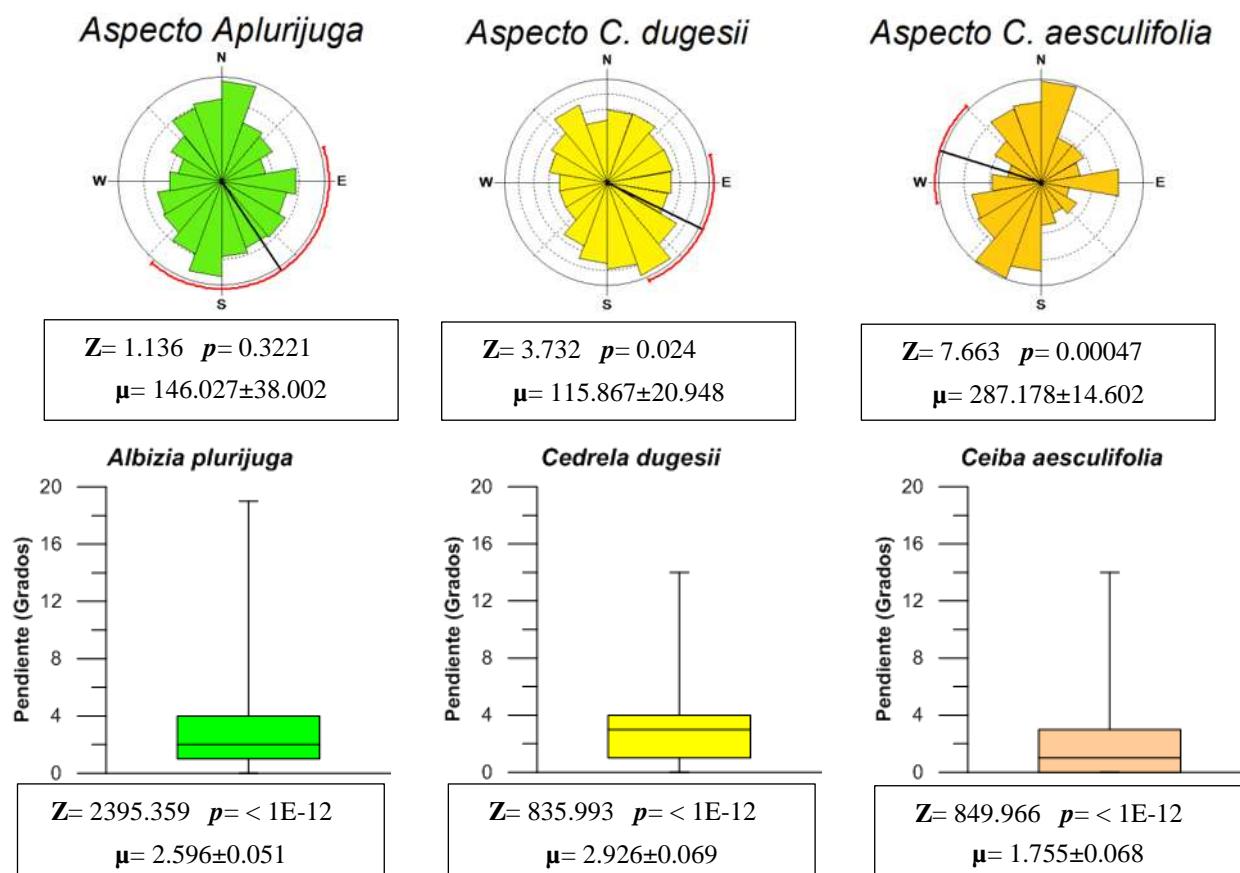 Aspecto Aplurijuga
N
W
E
S
Z= 1.136 p= 0.3221
µ= 146.027±38.002
Aspecto C. dugesii
N
W
E
S
Z= 3.732 p= 0.024
µ= 115.867±20.948
Aspecto C. aesculifolia
N
W
E
S
Z= 7.663 p= 0.00047
µ= 287.178±14.602
Albizia plurijuga
Pendiente (Grados)
20
16
12
8
4
0
Z= 2395.359 p= < 1E-12
µ= 2.596±0.051
Cedrela dugesii
Pendiente (Grados)
20
16
12
8
4
0
Z= 835.993 p= < 1E-12
µ= 2.926±0.069
Ceiba aesculifolia
Pendiente (Grados)
20
16
12
8
4
0
Z= 849.966 p= < 1E-12
µ= 1.755±0.068